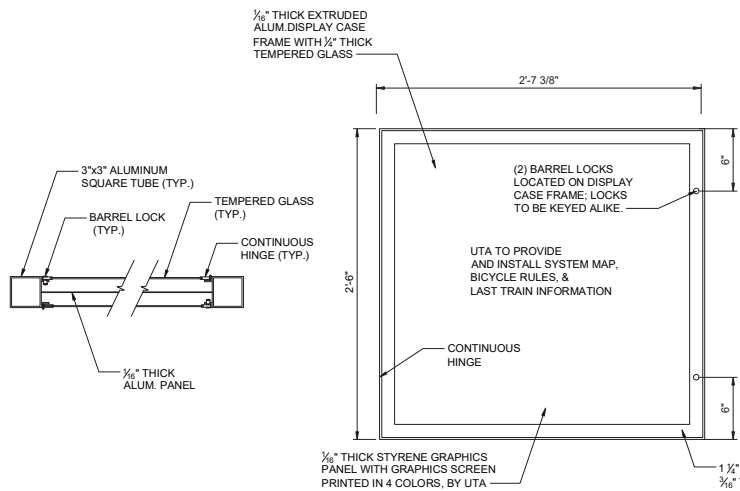 1/16" THICK EXTRUDED
ALUM.DISPLAY CASE
FRAME WITH 1/4" THICK
TEMPERED GLASS
2'-7 3/8"
3"x3" ALUMINUM
SQUARE TUBE (TYP.)
BARREL LOCK
(TYP.)
TEMPERED GLASS
(TYP.)
CONTINUOUS
HINGE (TYP.)
1/16" THICK
ALUM. PANEL
2'-6"
(2) BARREL LOCKS
LOCATED ON DISPLAY
CASE FRAME; LOCKS
TO BE KEYED ALIKE.
6"
UTA TO PROVIDE
AND INSTALL SYSTEM MAP,
BICYCLE RULES, &
LAST TRAIN INFORMATION
CONTINUOUS
HINGE
6"
1/16" THICK STYRENE GRAPHICS
PANEL WITH GRAPHICS SCREEN
PRINTED IN 4 COLORS, BY UTA
1 1/4"
3/16"